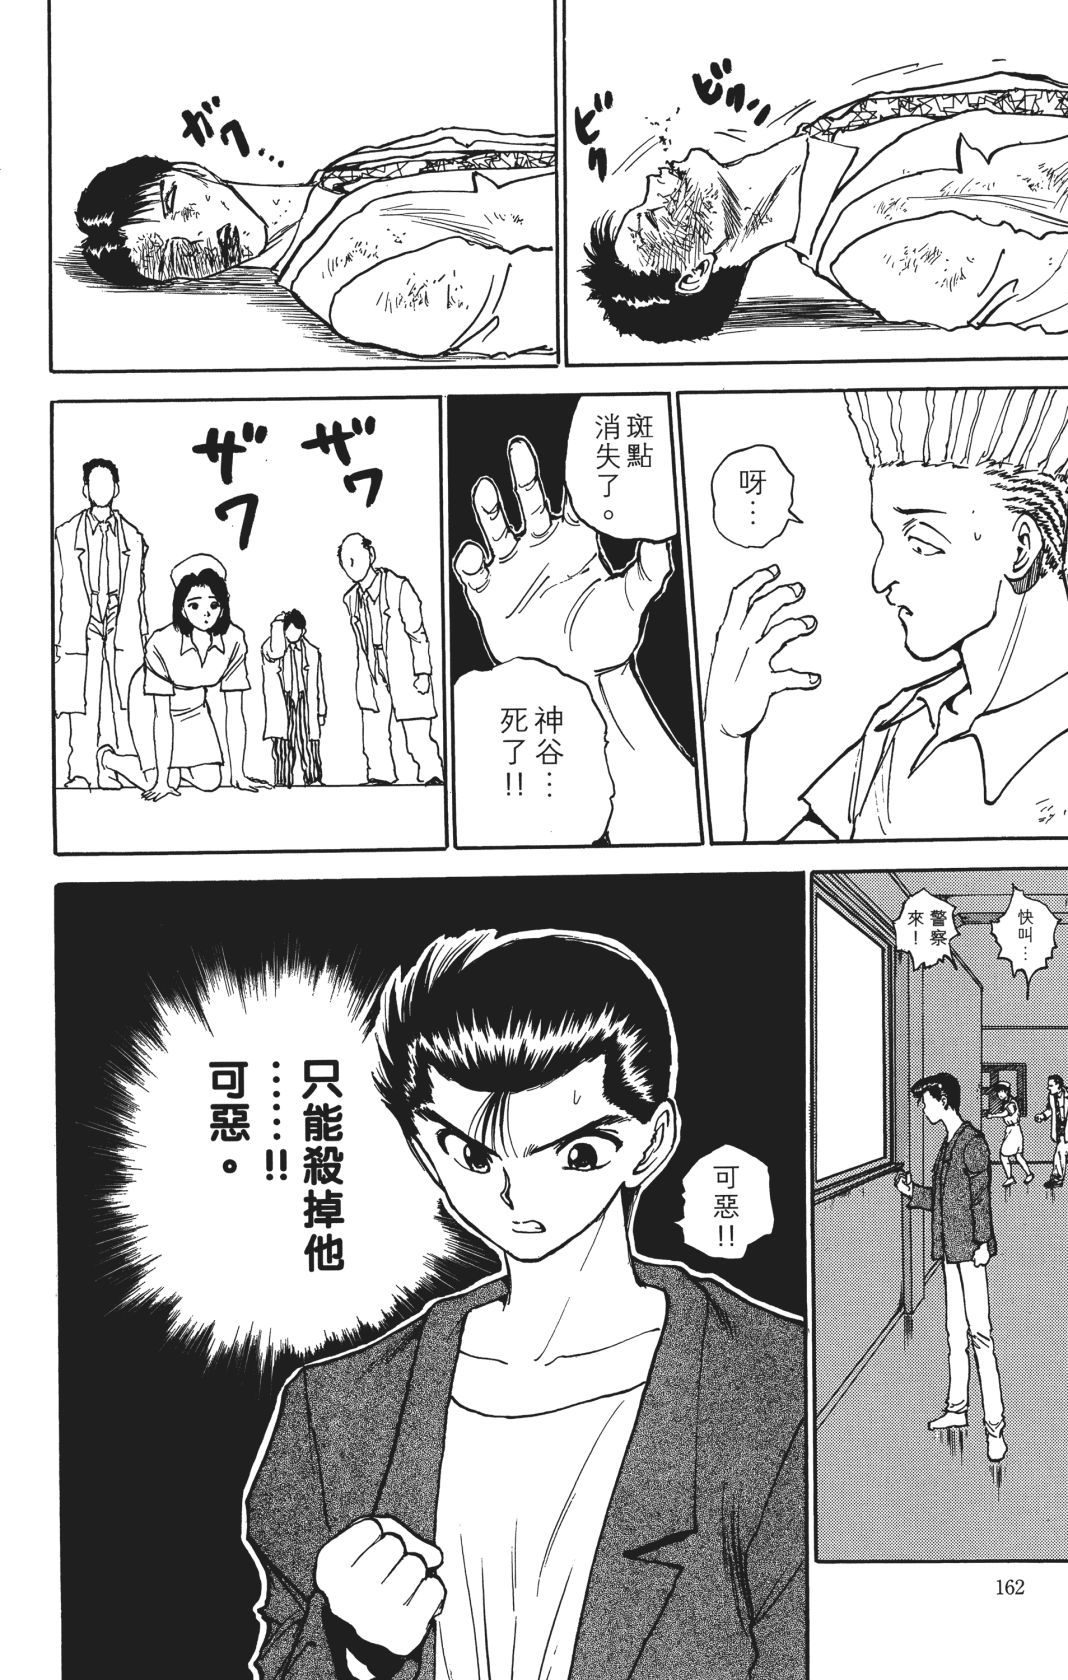 ビクッ
ビクン…
ガクッ…
呀…
斑點
消失了。
神谷…
死了!!
ザワ
ザワ
快叫…
警察
來!
可惡!!
只能殺掉他
……!!
可惡。
162